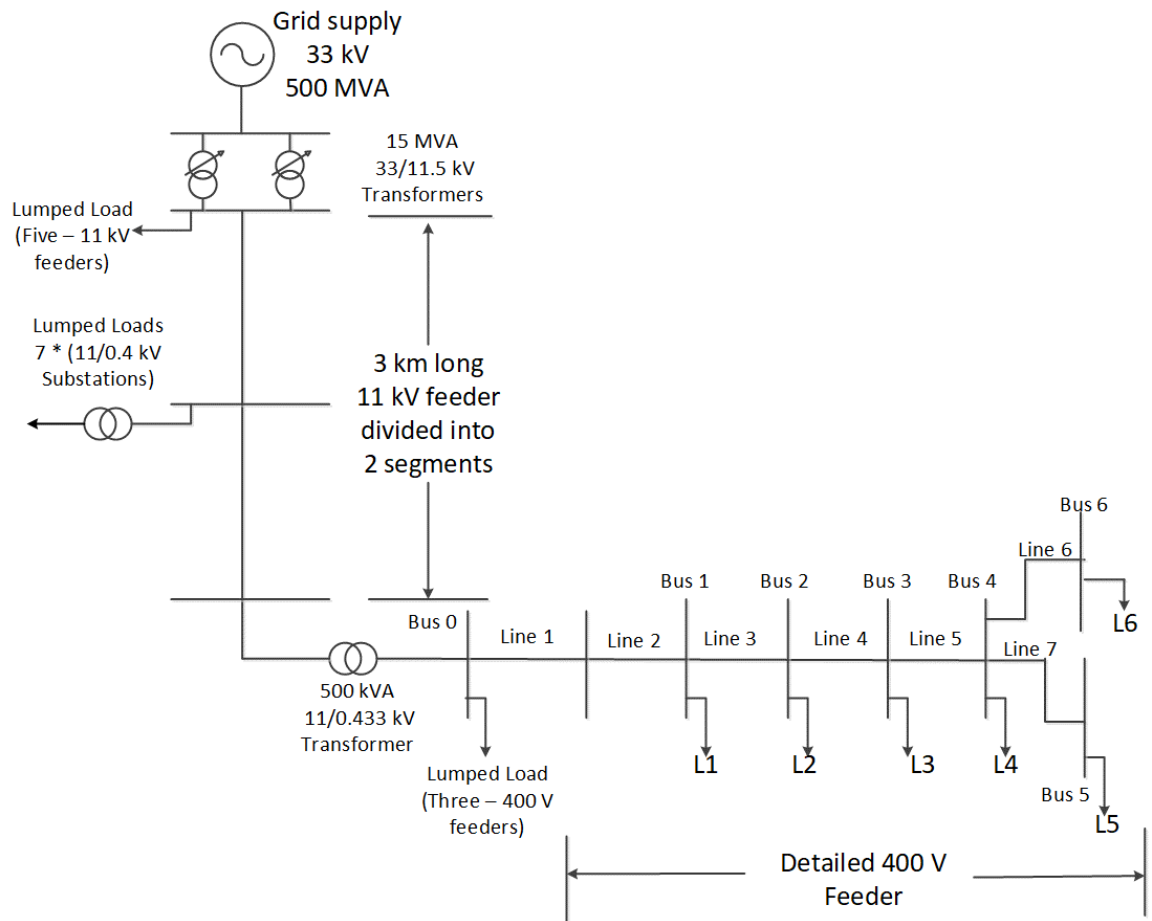 Grid supply
33 kV
500 MVA
15 MVA
33/11.5 kV
Transformers
Lumped Load
(Five – 11 kV
feeders)
Lumped Loads
7 * (11/0.4 kV
Substations)
3 km long
11 kV feeder
divided into
2 segments
Bus 6
Line 6
Bus 1
Bus 2
Bus 3
Bus 4
Bus 0
Line 1
Line 2
Line 3
Line 4
Line 5
Line 7
L6
500 kVA
11/0.433 kV
Transformer
L1
L2
L3
L4
Lumped Load
(Three – 400 V
feeders)
Bus 5
L5
Detailed 400 V
Feeder